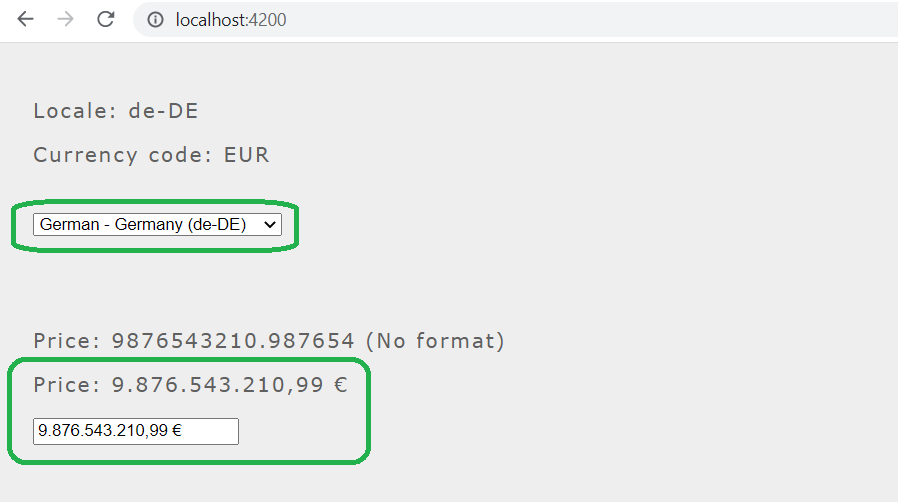 localhost:4200
Locale: de-DE
Currency code: EUR
German - Germany (de-DE)
Price: 9876543210.987654 (No format)
Price: 9.876.543.210,99 €
9.876.543.210,99 €